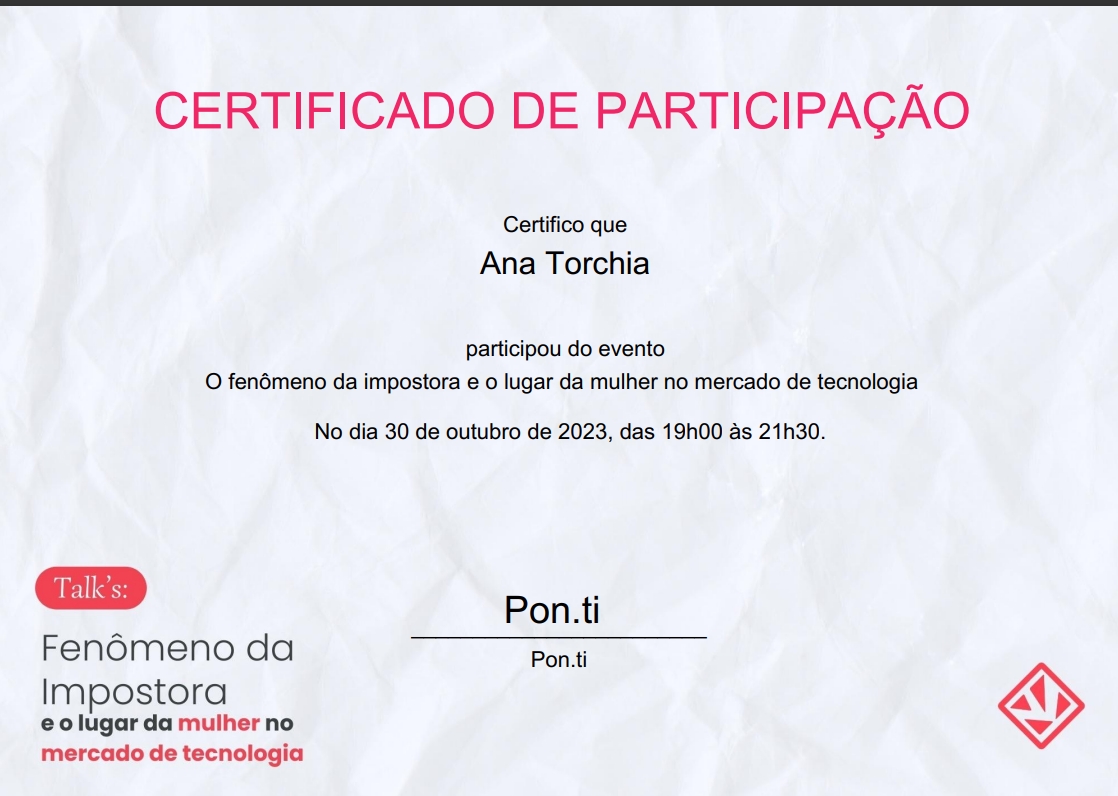 CERTIFICADO DE PARTICIPAÇÃO
Certifico que
Ana Torchia
participou do evento
O fenômeno da impostora e o lugar da mulher no mercado de tecnologia
No dia 30 de outubro de 2023, das 19h00 às 21h30.
Talk's:
Fenômeno da
Impostora
e o lugar da mulher no
mercado de tecnologia
Pon.ti
Pon.ti